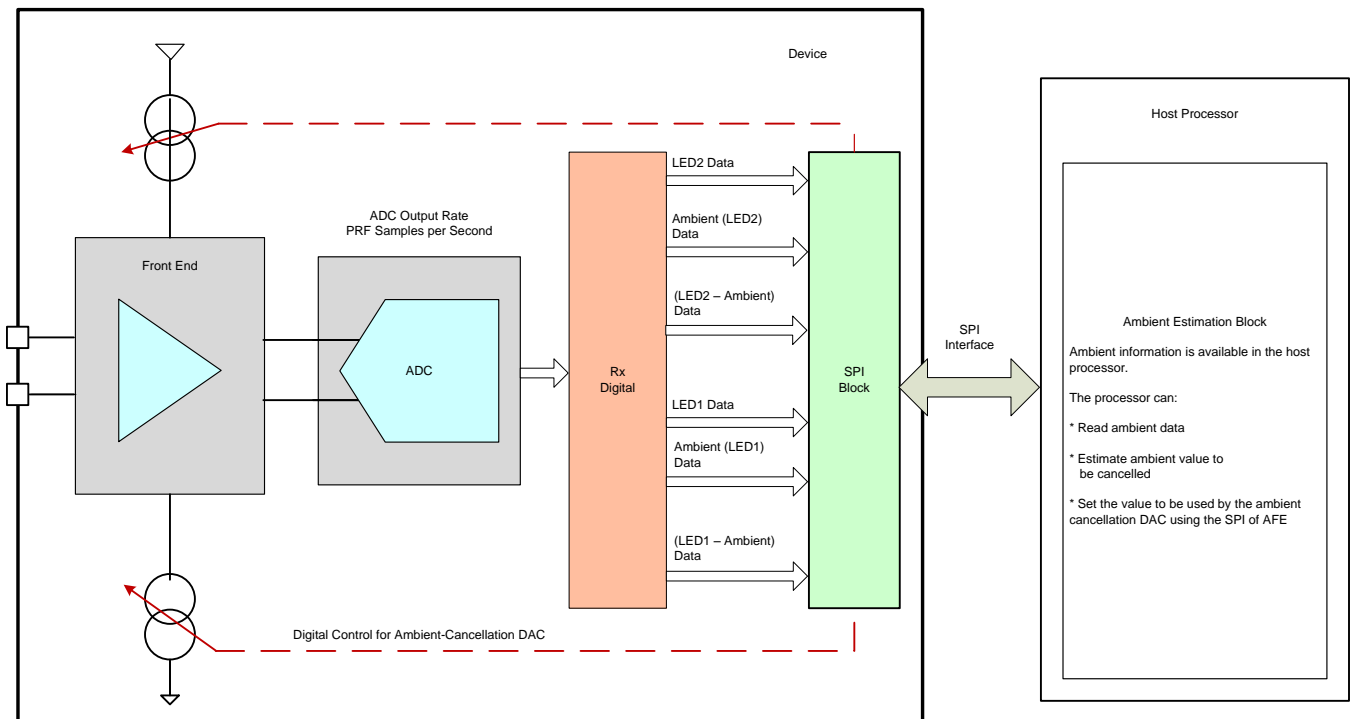 Device
Host Processor
ADC Output Rate
PRF Samples per Second
Front End
ADC
Rx
Digital
LED2 Data
Ambient (LED2)
Data
(LED2 – Ambient)
Data
LED1 Data
Ambient (LED1)
Data
(LED1 – Ambient)
Data
SPI
Block
SPI
Interface
Ambient Estimation Block
Ambient information is available in the host
processor.
The processor can:
* Read ambient data
* Estimate ambient value to
be cancelled
* Set the value to be used by the ambient
cancellation DAC using the SPI of AFE
Digital Control for Ambient-Cancellation DAC